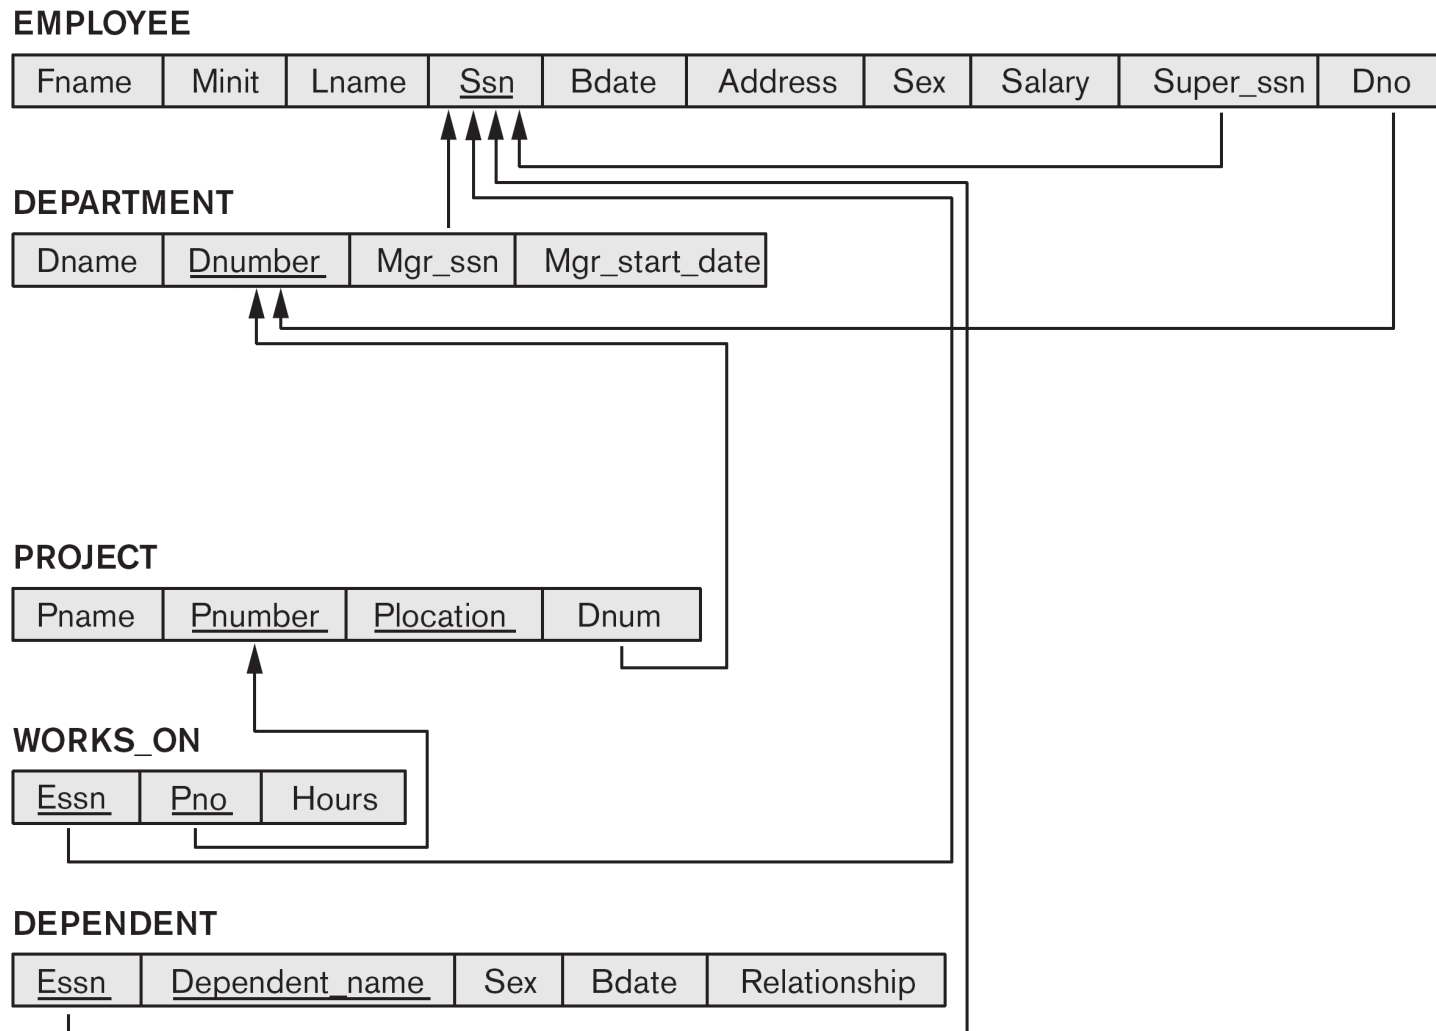 EMPLOYEE
Fname Minit Lname Ssn Bdate Address Sex Salary Super_ssn Dno
DEPARTMENT
Dname Dnumber Mgr_ssn Mgr_start_date
PROJECT
Pname Pnumber Plocation Dnum
WORKS_ON
Essn Pno Hours
DEPENDENT
Essn Dependent_name Sex Bdate Relationship